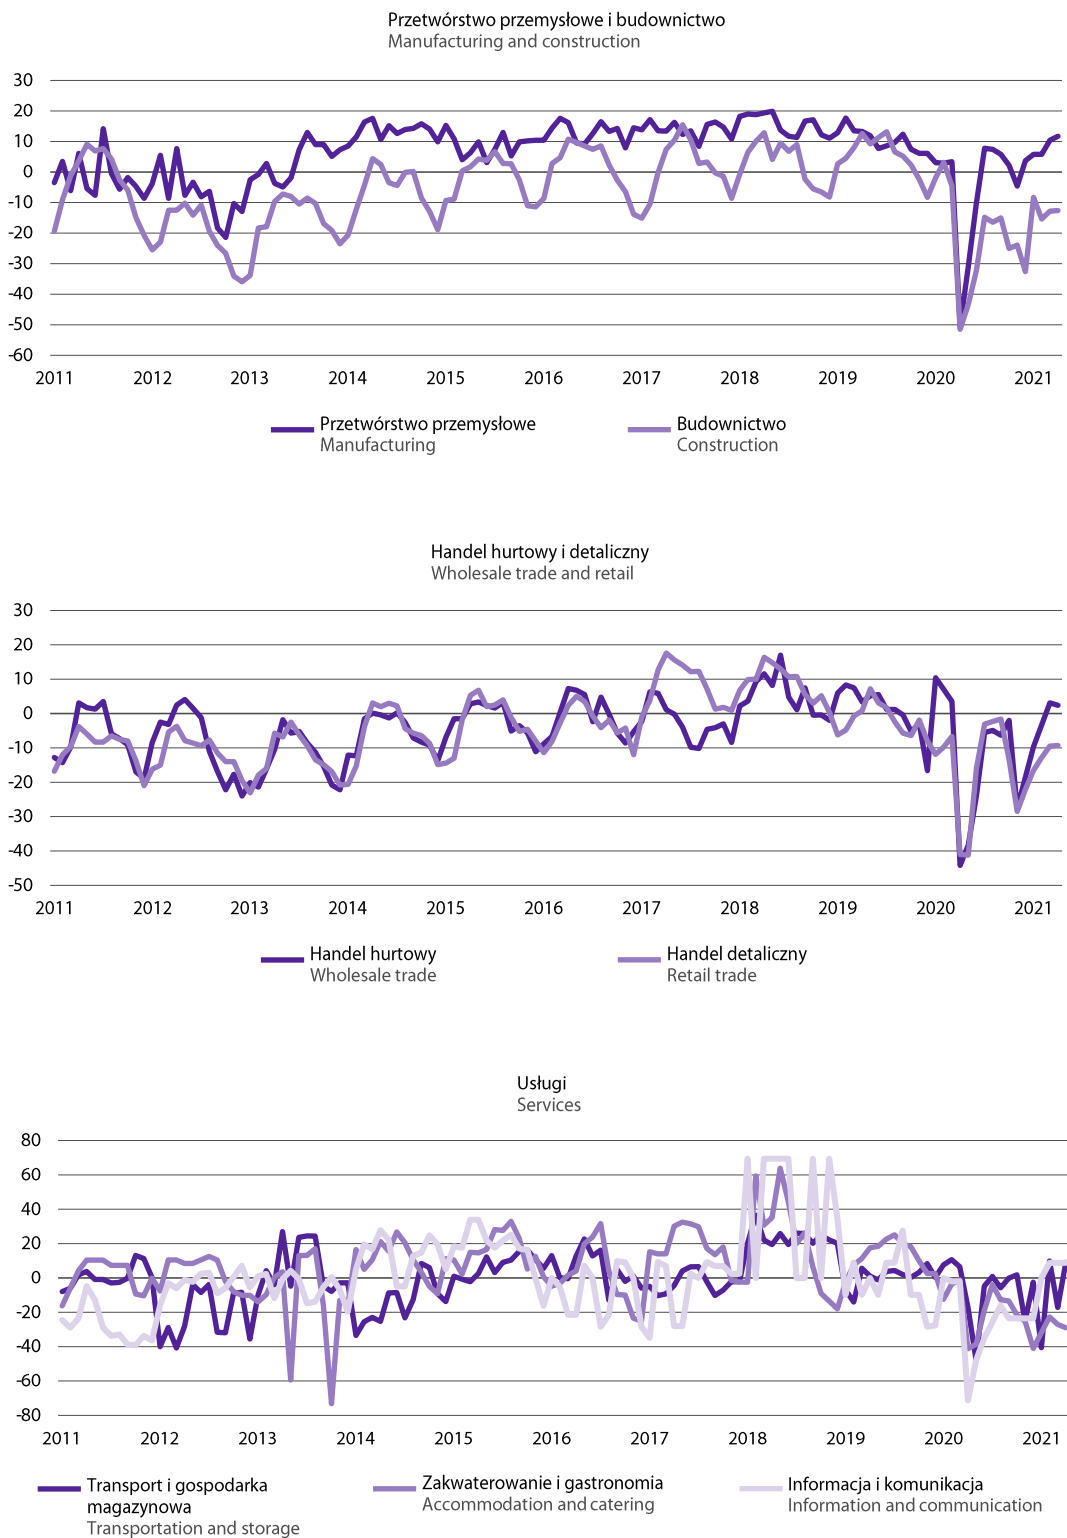 Przetwórstwo przemysłowe i budownictwo
Manufacturing and construction
30
20
10
0
-10
-20
-30
-40
-50
-60
2011 2012 2013 2014 2015 2016 2017 2018 2019 2020 2021
Przetwórstwo przemysłowe Budownictwo
Manufacturing Construction
Handel hurtowy i detaliczny
Wholesale trade and retail
30
20
10
0
-10
-20
-30
-40
-50
2011 2012 2013 2014 2015 2016 2017 2018 2019 2020 2021
Handel hurtowy Handel detaliczny
Wholesale trade Retail trade
Usługi
Services
80
60
40
20
0
-20
-40
-60
-80
2011 2012 2013 2014 2015 2016 2017 2018 2019 2020 2021
Transport i gospodarka Zakwaterowanie i gastronomia Informacja i komunikacja
magazynowa Accommodation and catering Information and communication
Transportation and storage